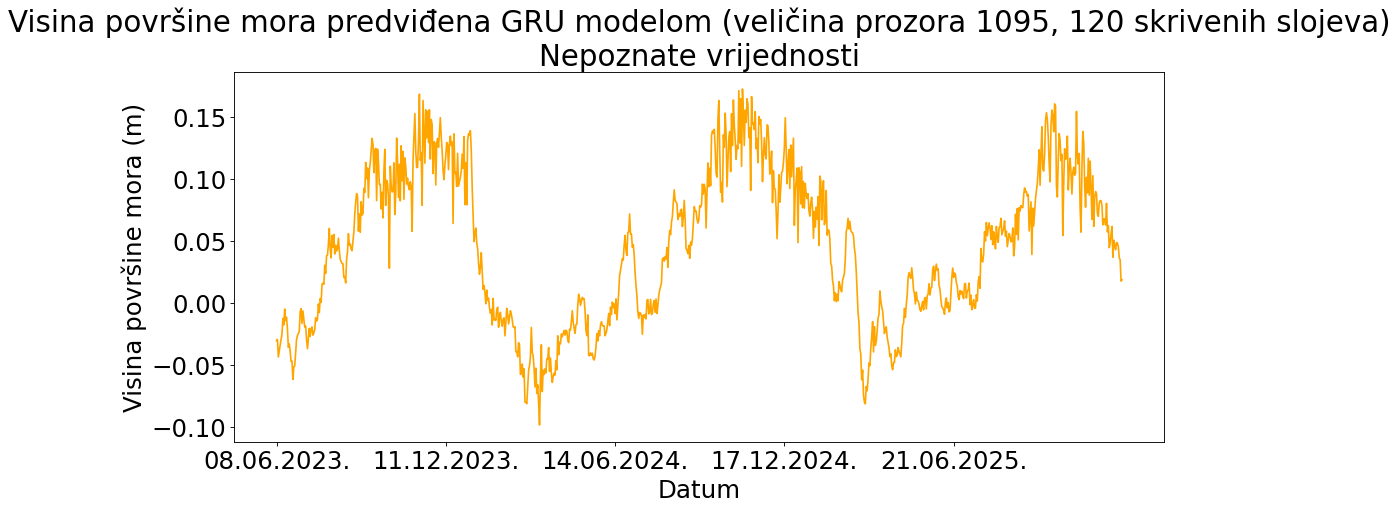 Visina površine mora predviđena GRU modelom (veličina prozora 1095, 120 skrivenih slojeva)
Nepoznate vrijednosti
Visina površine mora (m)
0.15
0.10
0.05
0.00
−0.05
−0.10
08.06.2023. 11.12.2023. 14.06.2024. 17.12.2024. 21.06.2025.
Datum